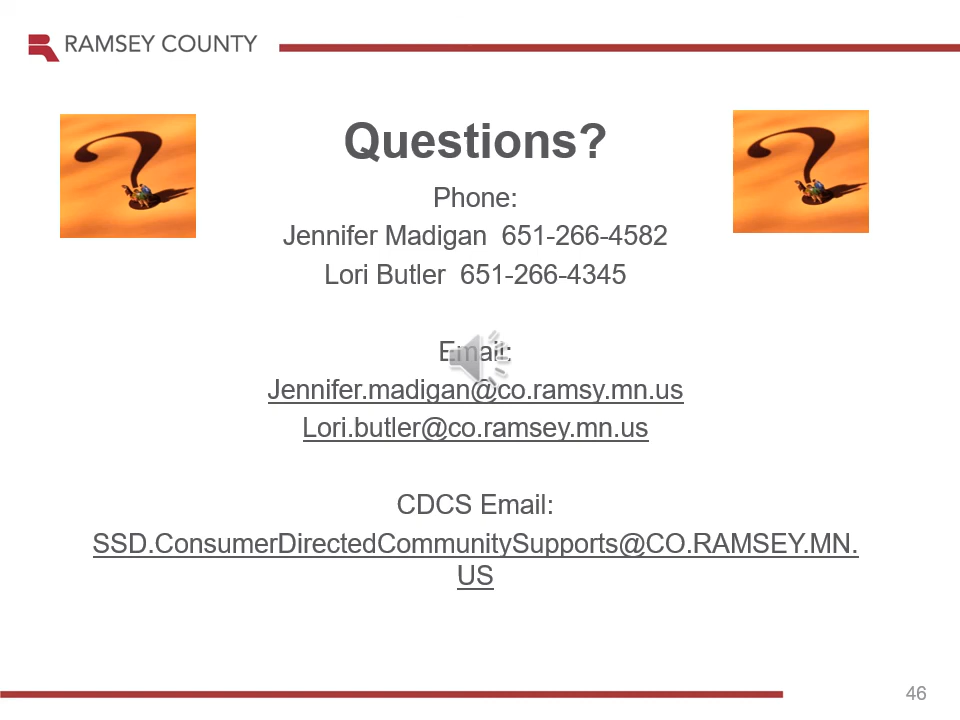 RAMSEY COUNTY
Questions?
Phone:
Jennifer Madigan  651-266-4582
Lori Butler  651-266-4345
Email:
Jennifer.madigan@co.ramsy.mn.us
Lori.butler@co.ramsey.mn.us
CDCS Email:
SSD.ConsumerDirectedCommunitySupports@CO.RAMSEY.MN.
US
46